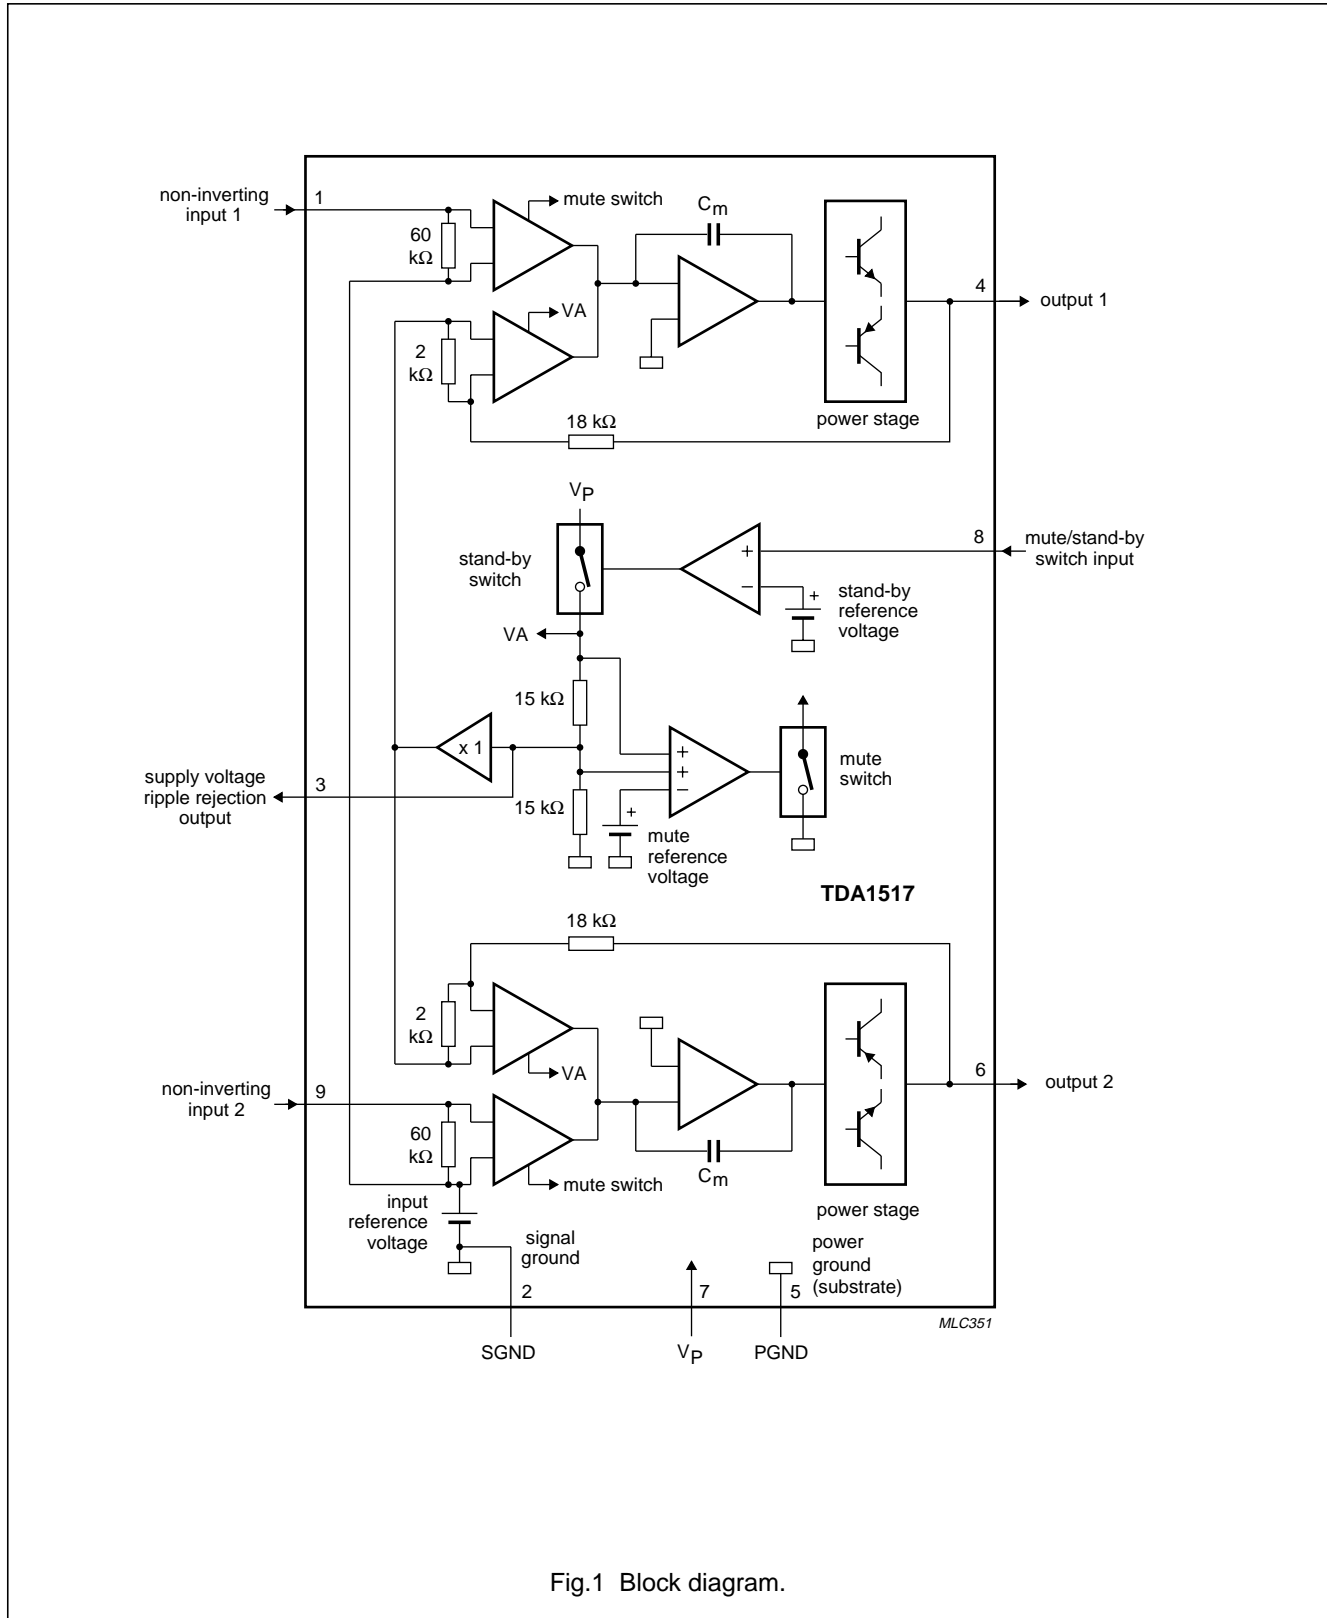 non-inverting
input 1
1
60
kΩ
mute switch
Cm
4
output 1
VA
2
kΩ
18 kΩ
power stage
VP
stand-by
switch
+
−
8
mute/stand-by
switch input
+
stand-by
reference
voltage
VA
15 kΩ
x 1
+
+
−
mute
switch
supply voltage
ripple rejection
output
3
15 kΩ
+
mute
reference
voltage
TDA1517
18 kΩ
2
kΩ
VA
6
output 2
non-inverting
input 2
9
60
kΩ
mute switch
Cm
input
reference
voltage
signal
ground
power stage
power
ground
(substrate)
2
7
5
MLC351
SGND
VP
PGND
Fig.1 Block diagram.